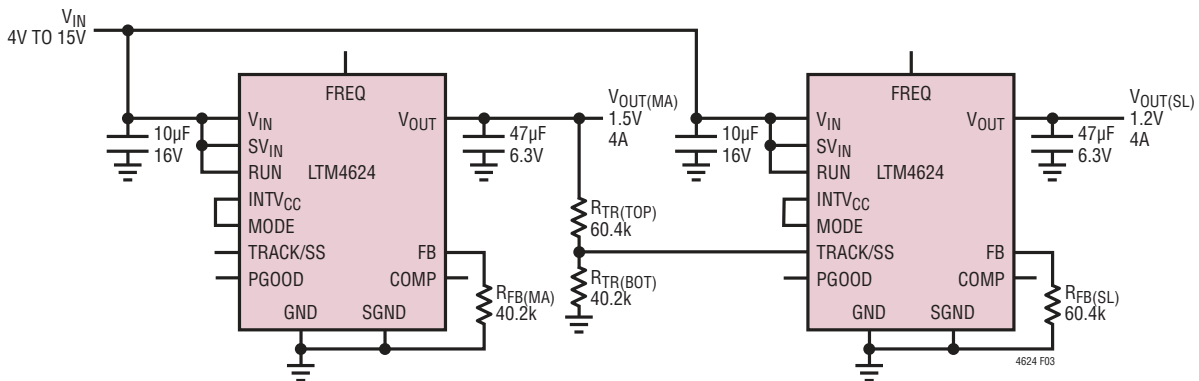 VIN
4V TO 15V
10µF
16V
FREQ
VIN
SVIN
RUN
INTVCC
MODE
TRACK/SS
PGOOD
LTM4624
VOUT
FB
COMP
GND
SGND
47µF
6.3V
VOUT(MA)
1.5V
4A
RFB(MA)
40.2k
RTR(TOP)
60.4k
RTR(BOT)
40.2k
10µF
16V
FREQ
VIN
SVIN
RUN
INTVCC
MODE
TRACK/SS
PGOOD
LTM4624
VOUT
FB
COMP
GND
SGND
47µF
6.3V
VOUT(SL)
1.2V
4A
RFB(SL)
60.4k
4624 F03